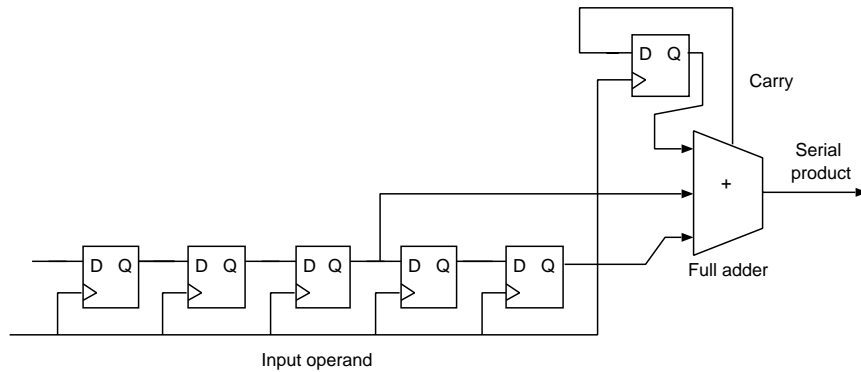 D Q
Carry
Serial
product
+
D Q
D Q
D Q
D Q
D Q
Full adder
Input operand